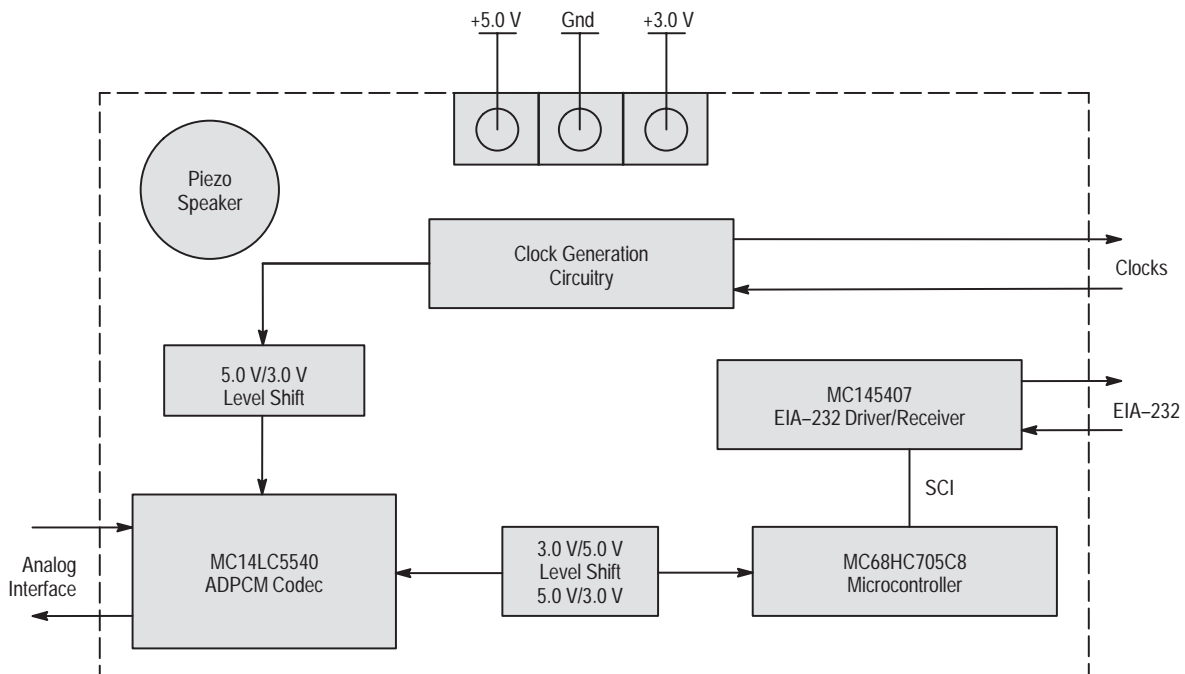 +5.0 V
Gnd
+3.0 V
Piezo
Speaker
Clock Generation
Circuitry
Clocks
5.0 V/3.0 V
Level Shift
MC145407
EIA–232 Driver/Receiver
EIA–232
SCI
Analog
Interface
MC14LC5540
ADPCM Codec
3.0 V/5.0 V
Level Shift
5.0 V/3.0 V
MC68HC705C8
Microcontroller